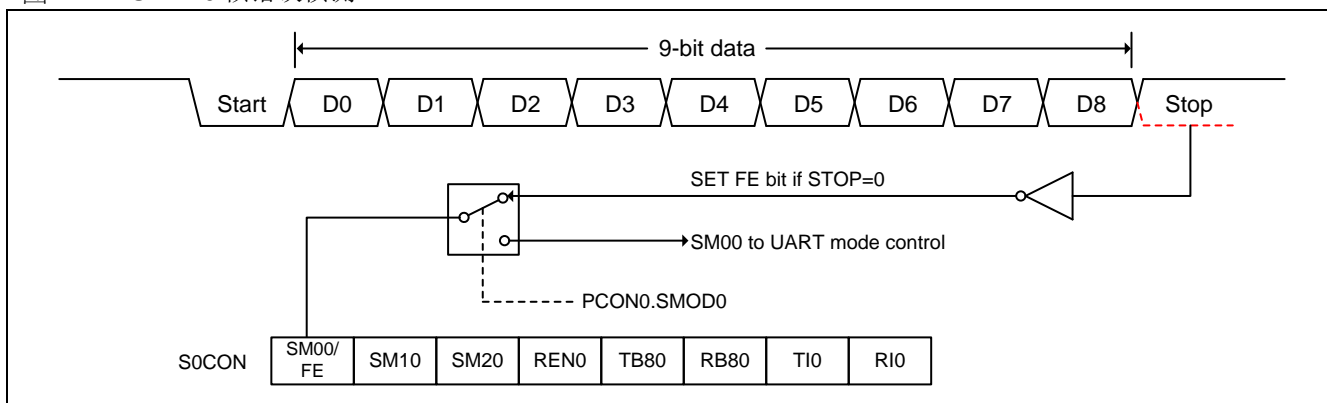 9-bit data
Start D0 D1 D2 D3 D4 D5 D6 D7 D8 Stop
SET FE bit if STOP=0
SM00 to UART mode control
PCON0.SMOD0
S0CON SM00/FE SM10 SM20 REN0 TB80 RB80 TI0 RI0